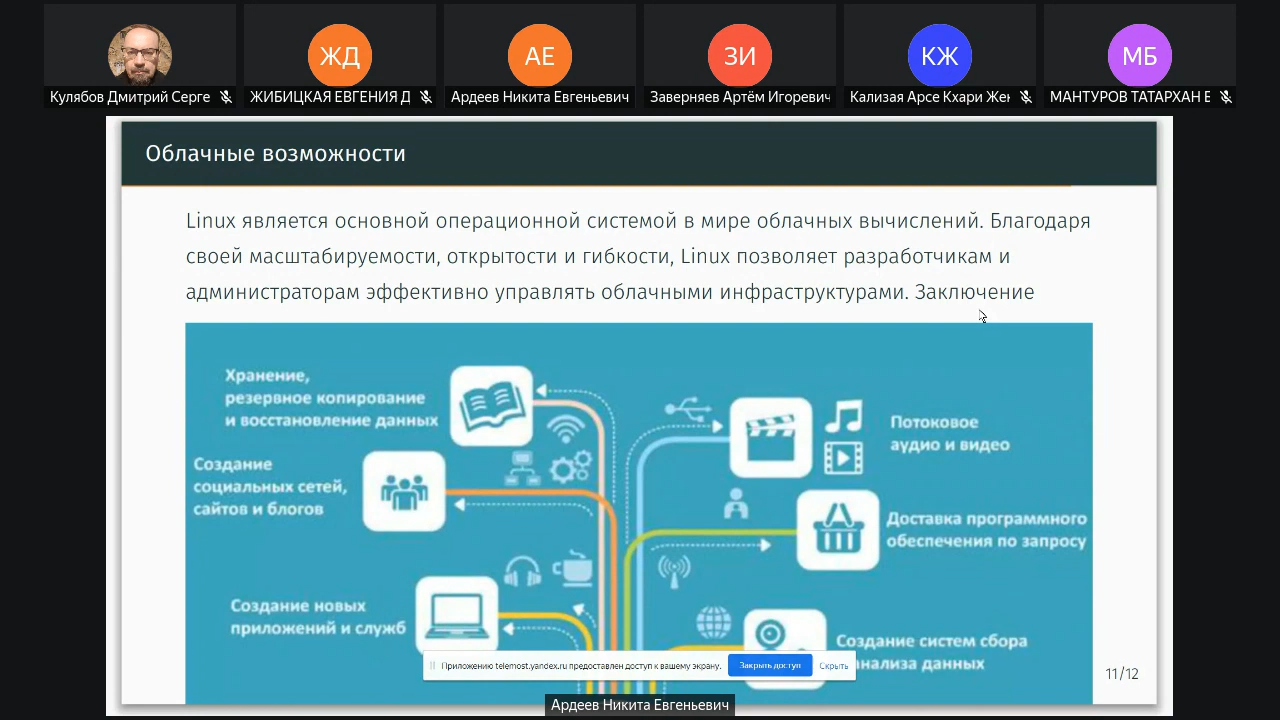 ЖД
АЕ
ЗИ
КЖ
МБ
Кулябов Дмитрий Серге
ЖИБИЦКАЯ ЕВГЕНИЯ Д
Ардеев Никита Евгеньевич
Заверняев Артём Игоревич
Кализая Арсе Кхари Жек
МАНТУРОВ ТАТАРХАН Б
Облачные возможности
Linux является основной операционной системой в мире облачных вычислений. Благодаря
своей масштабируемости, открытости и гибкости, Linux позволяет разработчикам и
администраторам эффективно управлять облачными инфраструктурами. Заключение
Хранение,
резервное копирование
и восстановление данных
Создание
социальных сетей,
сайтов и блогов
Создание новых
приложений и служб
Потоковое
аудио и видео
Доставка программного
обеспечения по запросу
Создание систем сбора
анализа данных
Приложению telemost.yandex.ru предоставлен доступ к вашему экрану.
Закрыть доступ
Скрыть
11/12
Ардеев Никита Евгеньевич